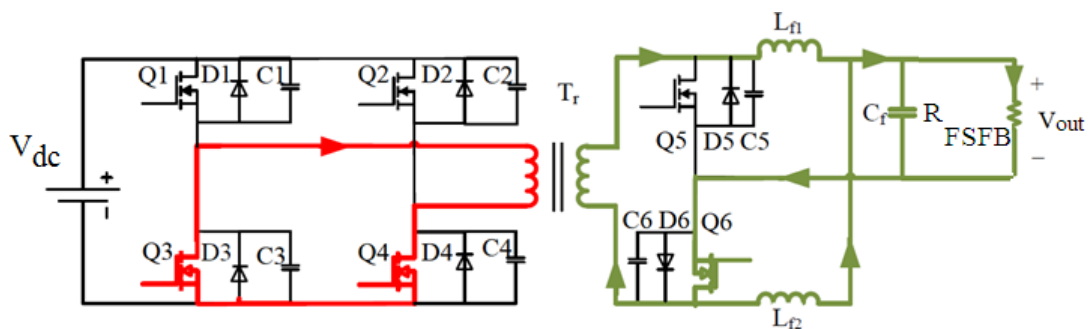 Q1 D1 C1 Q2 D2 C2
V dc
+
Q3 D3 C3 Q4 D4 C4
Tr
Lf1
Q5 D5 C5
Cf R FSFB
+
Vout
−
C6 D6 Q6
Lf2